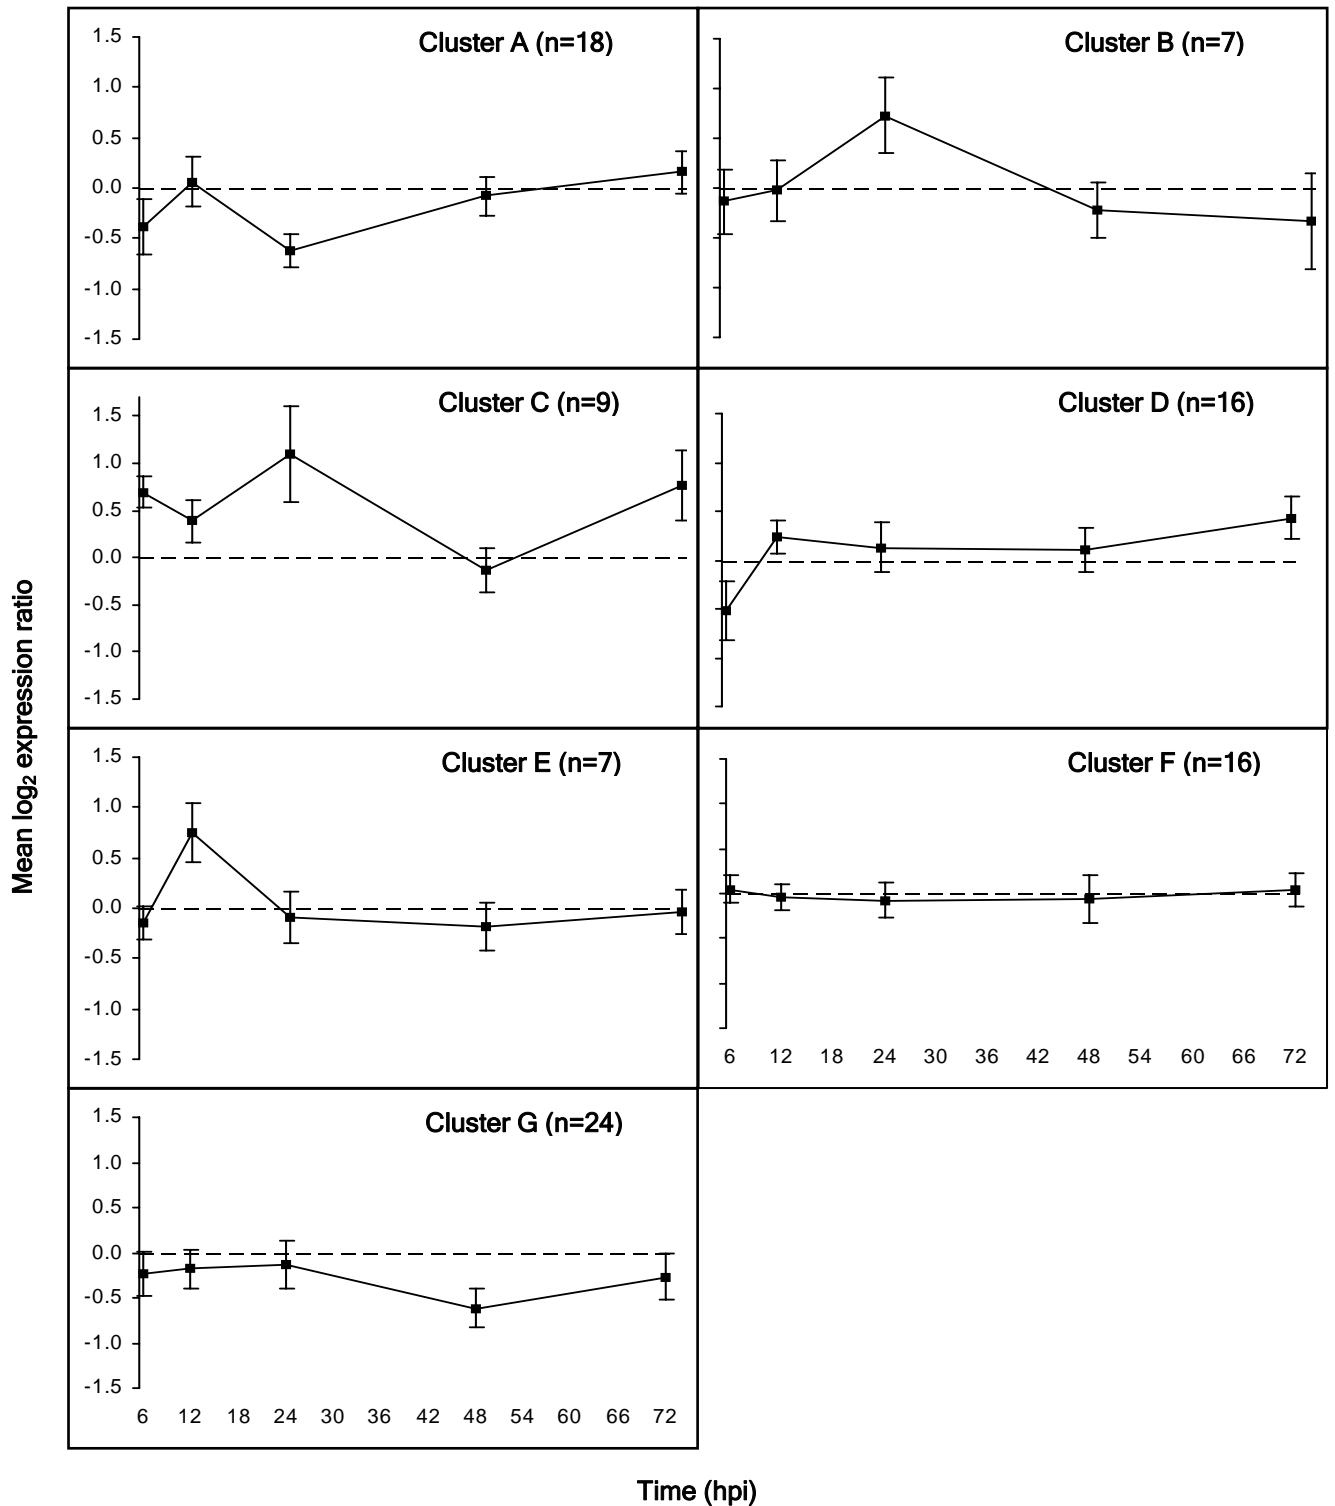 Cluster A (n=18)
1.5
1.0
0.5
0.0
-0.5
-1.0
-1.5
Cluster B (n=7)
Cluster C (n=9)
1.5
1.0
0.5
0.0
-0.5
-1.0
-1.5
Cluster D (n=16)
Mean log₂ expression ratio
Cluster E (n=7)
1.5
1.0
0.5
0.0
-0.5
-1.0
-1.5
Cluster F (n=16)
6 12 18 24 30 36 42 48 54 60 66 72
Cluster G (n=24)
1.5
1.0
0.5
0.0
-0.5
-1.0
-1.5
6 12 18 24 30 36 42 48 54 60 66 72
Time (hpi)